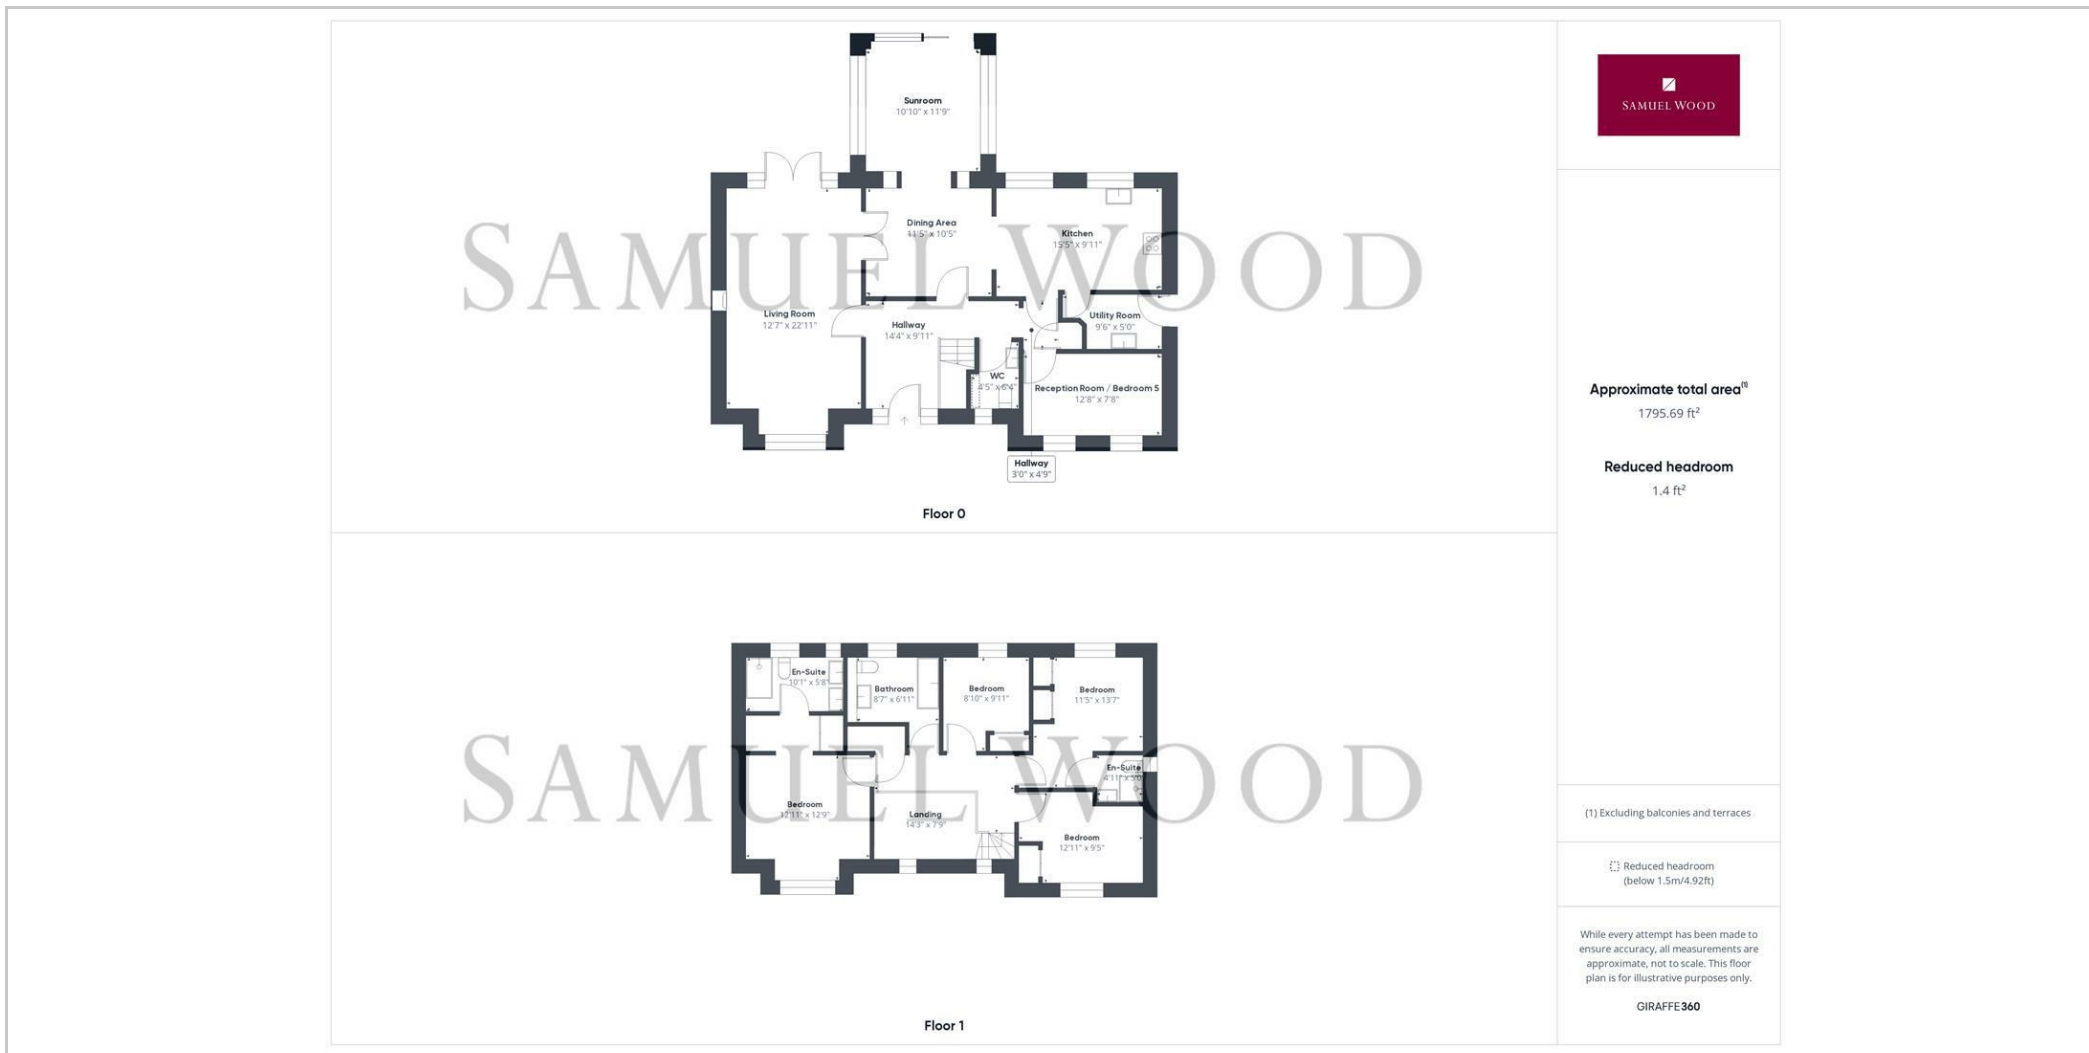 Sunroom
10'10" x 11'9"
Dining Area
11'5" x 10'5"
Kitchen
15'5" x 9'11"
Living Room
12'7" x 22'11"
Hallway
14'4" x 9'11"
Utility Room
9'6" x 5'0"
WC
4'5" x 6'4"
Reception Room / Bedroom 5
12'8" x 7'8"
Hallway
3'0" x 4'9"
SAMUEL WOOD
Floor 0
En-Suite
10'1" x 5'8"
Bathroom
8'7" x 6'11"
Bedroom
8'10" x 9'11"
Bedroom
11'5" x 13'7"
En-Suite
4'11" x 5'0"
Bedroom
12'11" x 12'9"
Landing
14'3" x 7'9"
Bedroom
12'11" x 9'5"
SAMUEL WOOD
Floor 1
SAMUEL WOOD
Approximate total area(1)
1795.69 ft²
Reduced headroom
1.4 ft²
(1) Excluding balconies and terraces
Reduced headroom
(below 1.5m/4.92ft)
While every attempt has been made to
ensure accuracy, all measurements are
approximate, not to scale. This floor
plan is for illustrative purposes only.
GIRAFFE360